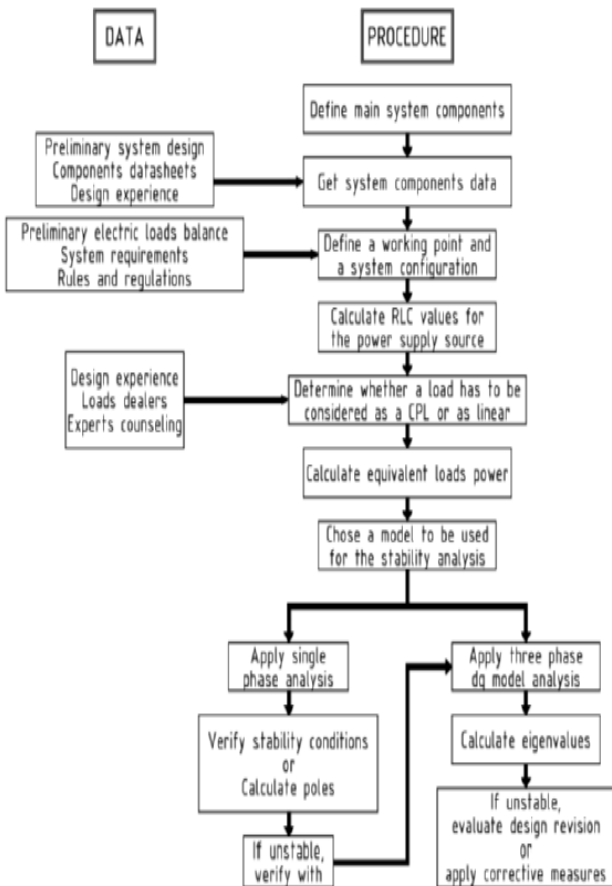 DATA
PROCEDURE
Define main system components
Preliminary system design
Components datasheets
Design experience
Get system components data
Preliminary electric loads balance
System requirements
Rules and regulations
Define a working point and
a system configuration
Calculate RLC values for
the power supply source
Design experience
Loads dealers
Experts counseling
Determine whether a load has to be
considered as a CPL or as linear
Calculate equivalent loads power
Chose a model to be used
for the stability analysis
Apply single
phase analysis
Apply three phase
dq model analysis
Verify stability conditions
or
Calculate poles
Calculate eigenvalues
If unstable,
verify with
If unstable,
evaluate design revision
or
apply corrective measures